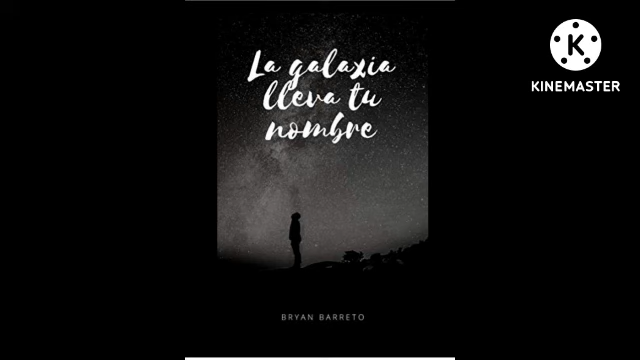 La galaxia
lleva tu
nombre
BRYAN BARRETO
K
KINEMASTER